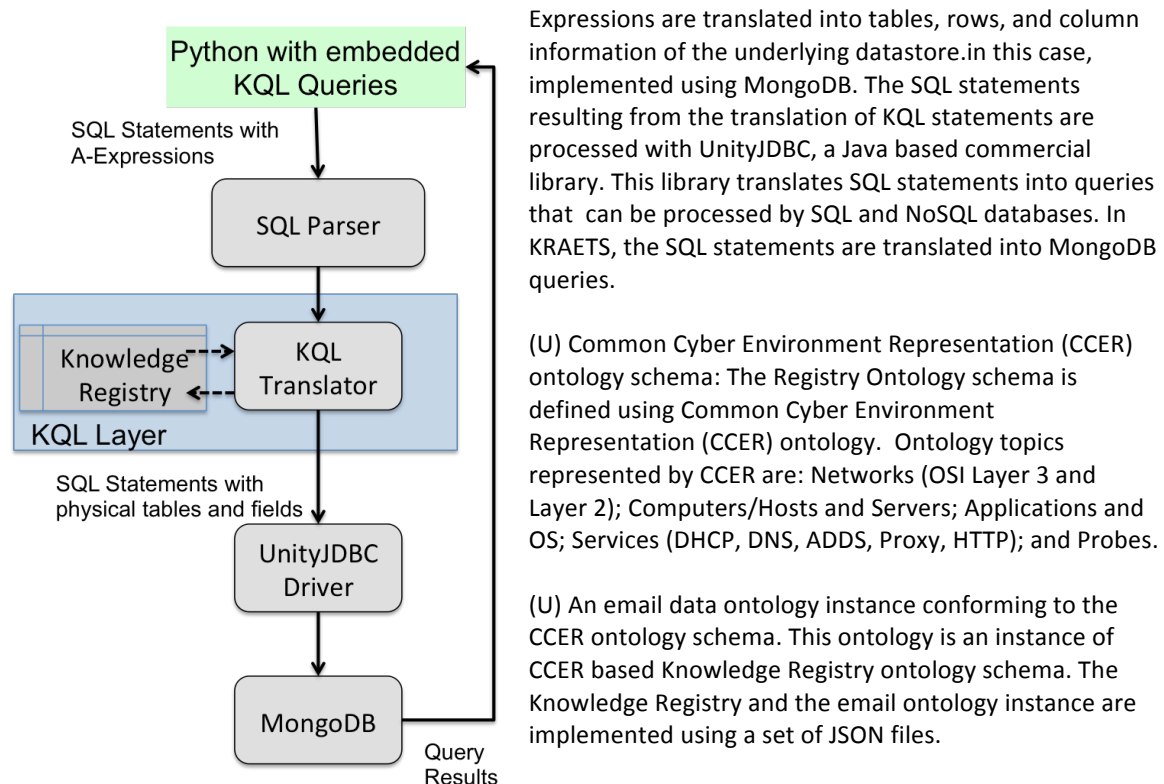 Python with embedded
KQL Queries
SQL Statements with
A-Expressions
SQL Parser
Knowledge
Registry
KQL
Translator
KQL Layer
SQL Statements with
physical tables and fields
UnityJDBC
Driver
MongoDB
Query
Results
Expressions are translated into tables, rows, and column
information of the underlying datastore.in this case,
implemented using MongoDB. The SQL statements
resulting from the translation of KQL statements are
processed with UnityJDBC, a Java based commercial
library. This library translates SQL statements into queries
that can be processed by SQL and NoSQL databases. In
KRAETS, the SQL statements are translated into MongoDB
queries.
(U) Common Cyber Environment Representation (CCER)
ontology schema: The Registry Ontology schema is
defined using Common Cyber Environment
Representation (CCER) ontology. Ontology topics
represented by CCER are: Networks (OSI Layer 3 and
Layer 2); Computers/Hosts and Servers; Applications and
OS; Services (DHCP, DNS, ADDS, Proxy, HTTP); and Probes.
(U) An email data ontology instance conforming to the
CCER ontology schema. This ontology is an instance of
CCER based Knowledge Registry ontology schema. The
Knowledge Registry and the email ontology instance are
implemented using a set of JSON files.